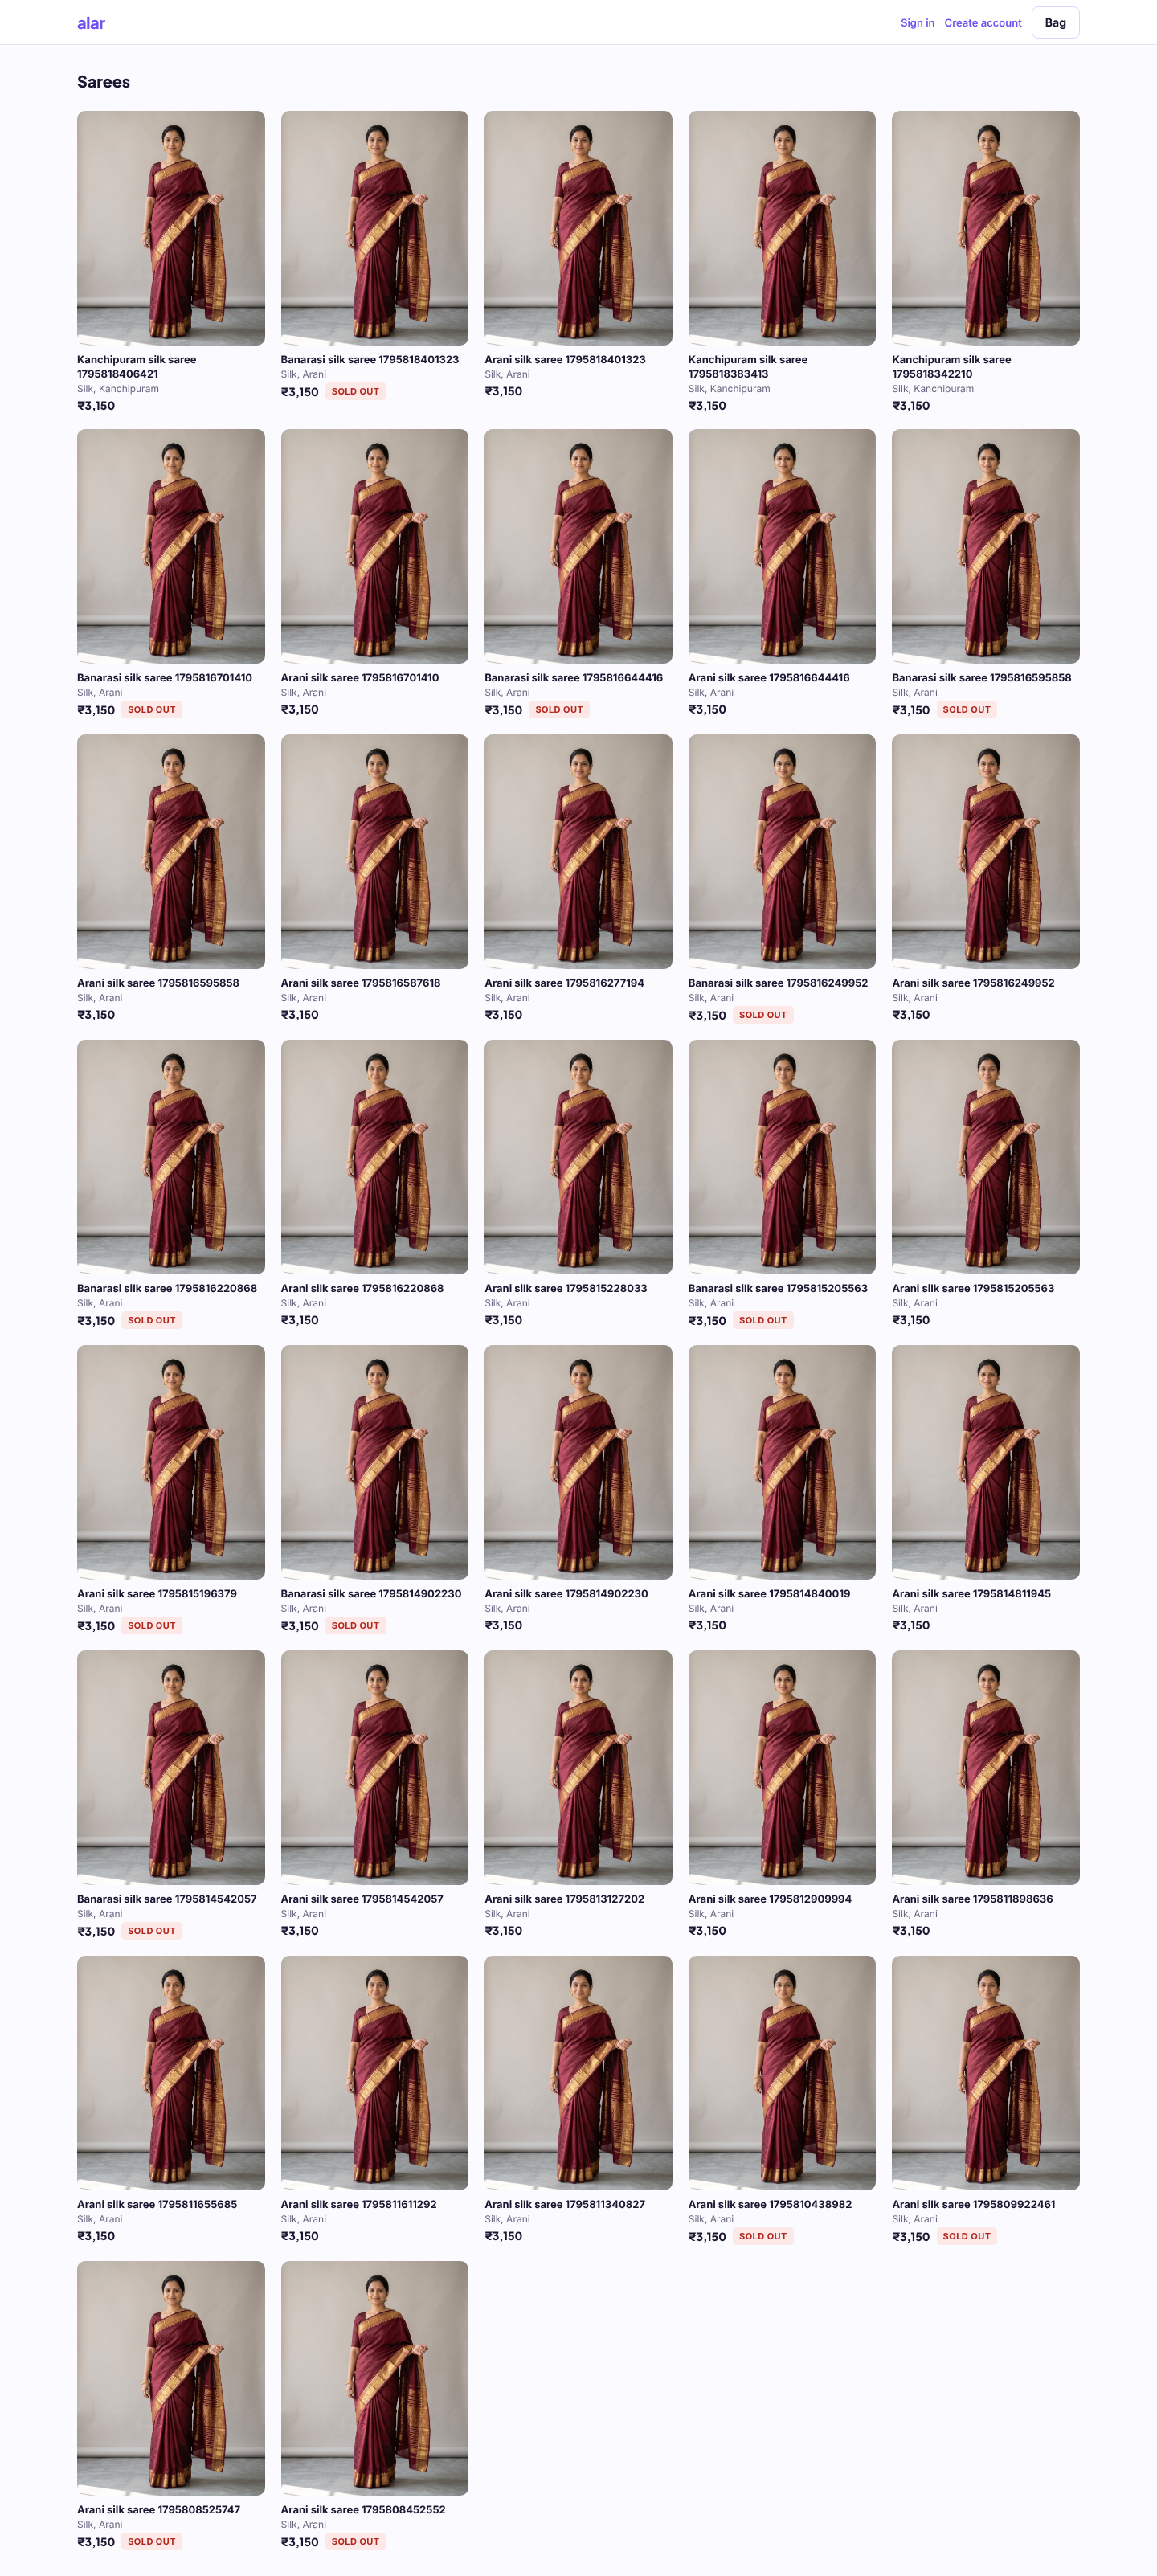 alar
Sign in Create account Bag
Sarees
Kanchipuram silk saree
1795818406421
Silk, Kanchipuram
₹3,150
Banarasi silk saree 1795818401323
Silk, Arani
₹3,150 SOLD OUT
Arani silk saree 1795818401323
Silk, Arani
₹3,150
Kanchipuram silk saree
1795818383413
Silk, Kanchipuram
₹3,150
Kanchipuram silk saree
1795818342210
Silk, Kanchipuram
₹3,150
Banarasi silk saree 1795816701410
Silk, Arani
₹3,150 SOLD OUT
Arani silk saree 1795816701410
Silk, Arani
₹3,150
Banarasi silk saree 1795816644416
Silk, Arani
₹3,150 SOLD OUT
Arani silk saree 1795816644416
Silk, Arani
₹3,150
Banarasi silk saree 1795816595858
Silk, Arani
₹3,150 SOLD OUT
Arani silk saree 1795816595858
Silk, Arani
₹3,150
Arani silk saree 1795816587618
Silk, Arani
₹3,150
Arani silk saree 1795816277194
Silk, Arani
₹3,150
Banarasi silk saree 1795816249952
Silk, Arani
₹3,150 SOLD OUT
Arani silk saree 1795816249952
Silk, Arani
₹3,150
Banarasi silk saree 1795816220868
Silk, Arani
₹3,150 SOLD OUT
Arani silk saree 1795816220868
Silk, Arani
₹3,150
Arani silk saree 1795815228033
Silk, Arani
₹3,150
Banarasi silk saree 1795815205563
Silk, Arani
₹3,150 SOLD OUT
Arani silk saree 1795815205563
Silk, Arani
₹3,150
Arani silk saree 1795815196379
Silk, Arani
₹3,150 SOLD OUT
Banarasi silk saree 1795814902230
Silk, Arani
₹3,150 SOLD OUT
Arani silk saree 1795814902230
Silk, Arani
₹3,150
Arani silk saree 1795814840019
Silk, Arani
₹3,150
Arani silk saree 1795814811945
Silk, Arani
₹3,150
Banarasi silk saree 1795814542057
Silk, Arani
₹3,150 SOLD OUT
Arani silk saree 1795814542057
Silk, Arani
₹3,150
Arani silk saree 1795813127202
Silk, Arani
₹3,150
Arani silk saree 1795812909994
Silk, Arani
₹3,150
Arani silk saree 1795811898636
Silk, Arani
₹3,150
Arani silk saree 1795811655685
Silk, Arani
₹3,150
Arani silk saree 1795811611292
Silk, Arani
₹3,150
Arani silk saree 1795811340827
Silk, Arani
₹3,150
Arani silk saree 1795810438982
Silk, Arani
₹3,150 SOLD OUT
Arani silk saree 1795809922461
Silk, Arani
₹3,150 SOLD OUT
Arani silk saree 1795808525747
Silk, Arani
₹3,150 SOLD OUT
Arani silk saree 1795808452552
Silk, Arani
₹3,150 SOLD OUT